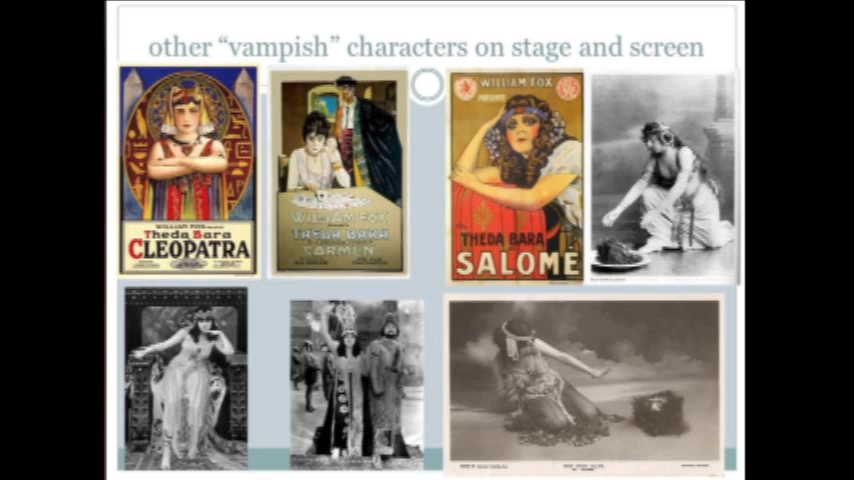 other “vampish” characters on stage and screen
WILLIAM FOX
Theda Bara
CLEOPATRA
WILLIAM FOX
THEDA BARA
CARMEN
WILLIAM FOX
PRESENTS
THEDA BARA
SALOME